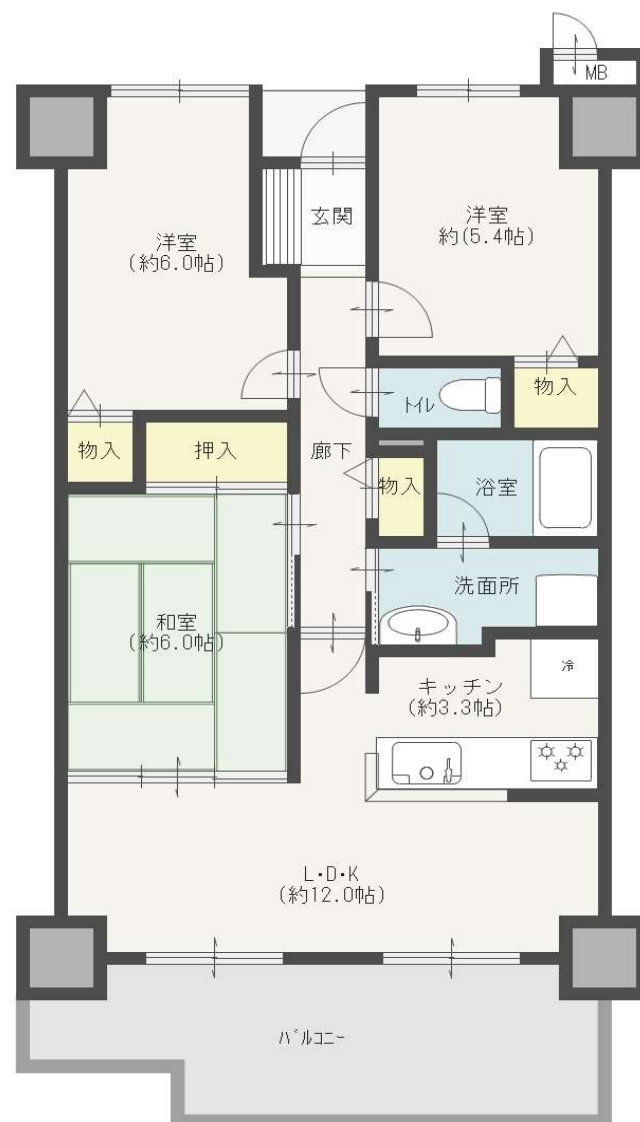 MB
玄関
洋室
(約6.0帖)
洋室
約(5.4帖)
トイレ
物入
物入
押入
廊下
物入
浴室
洗面所
和室
(約6.0帖)
キッチン
(約3.3帖)
冷
L・D・K
(約12.0帖)
バルコニー